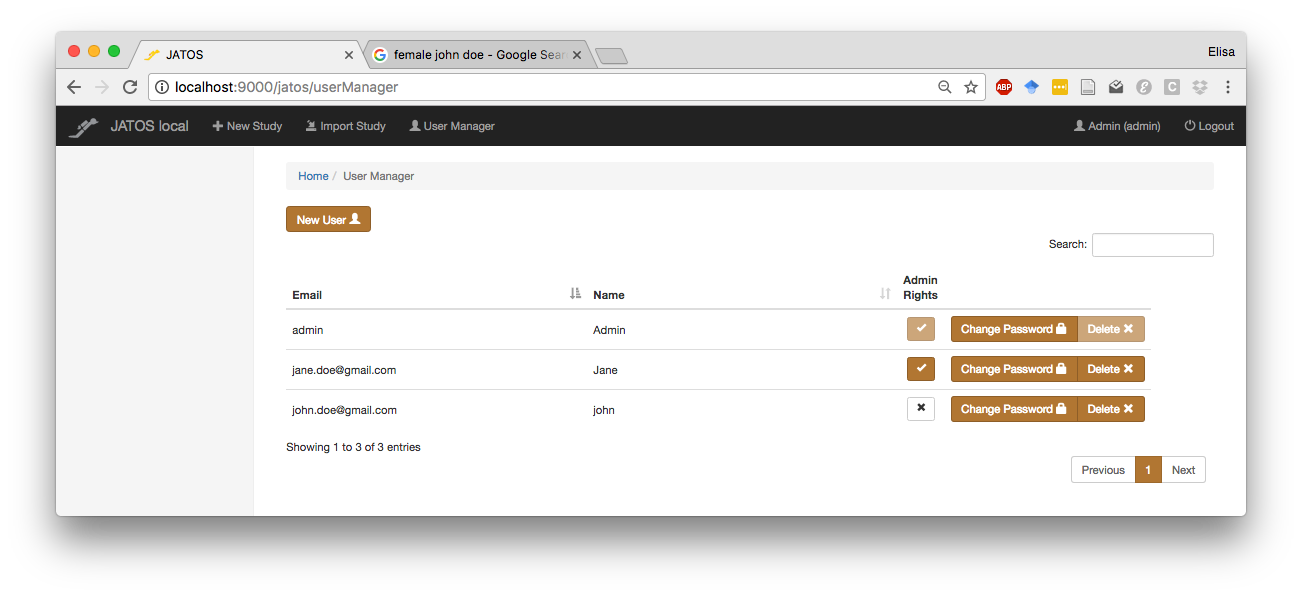 JATOS
female john doe - Google Sear
Elisa
localhost:9000/jatos/userManager
ABP
C
JATOS local
New Study
Import Study
User Manager
Admin (admin)
Logout
Home / User Manager
New User
Search:
Email
Name
Admin
Rights
admin
Admin
Change Password
Delete
jane.doe@gmail.com
Jane
Change Password
Delete
john.doe@gmail.com
john
Change Password
Delete
Showing 1 to 3 of 3 entries
Previous
1
Next